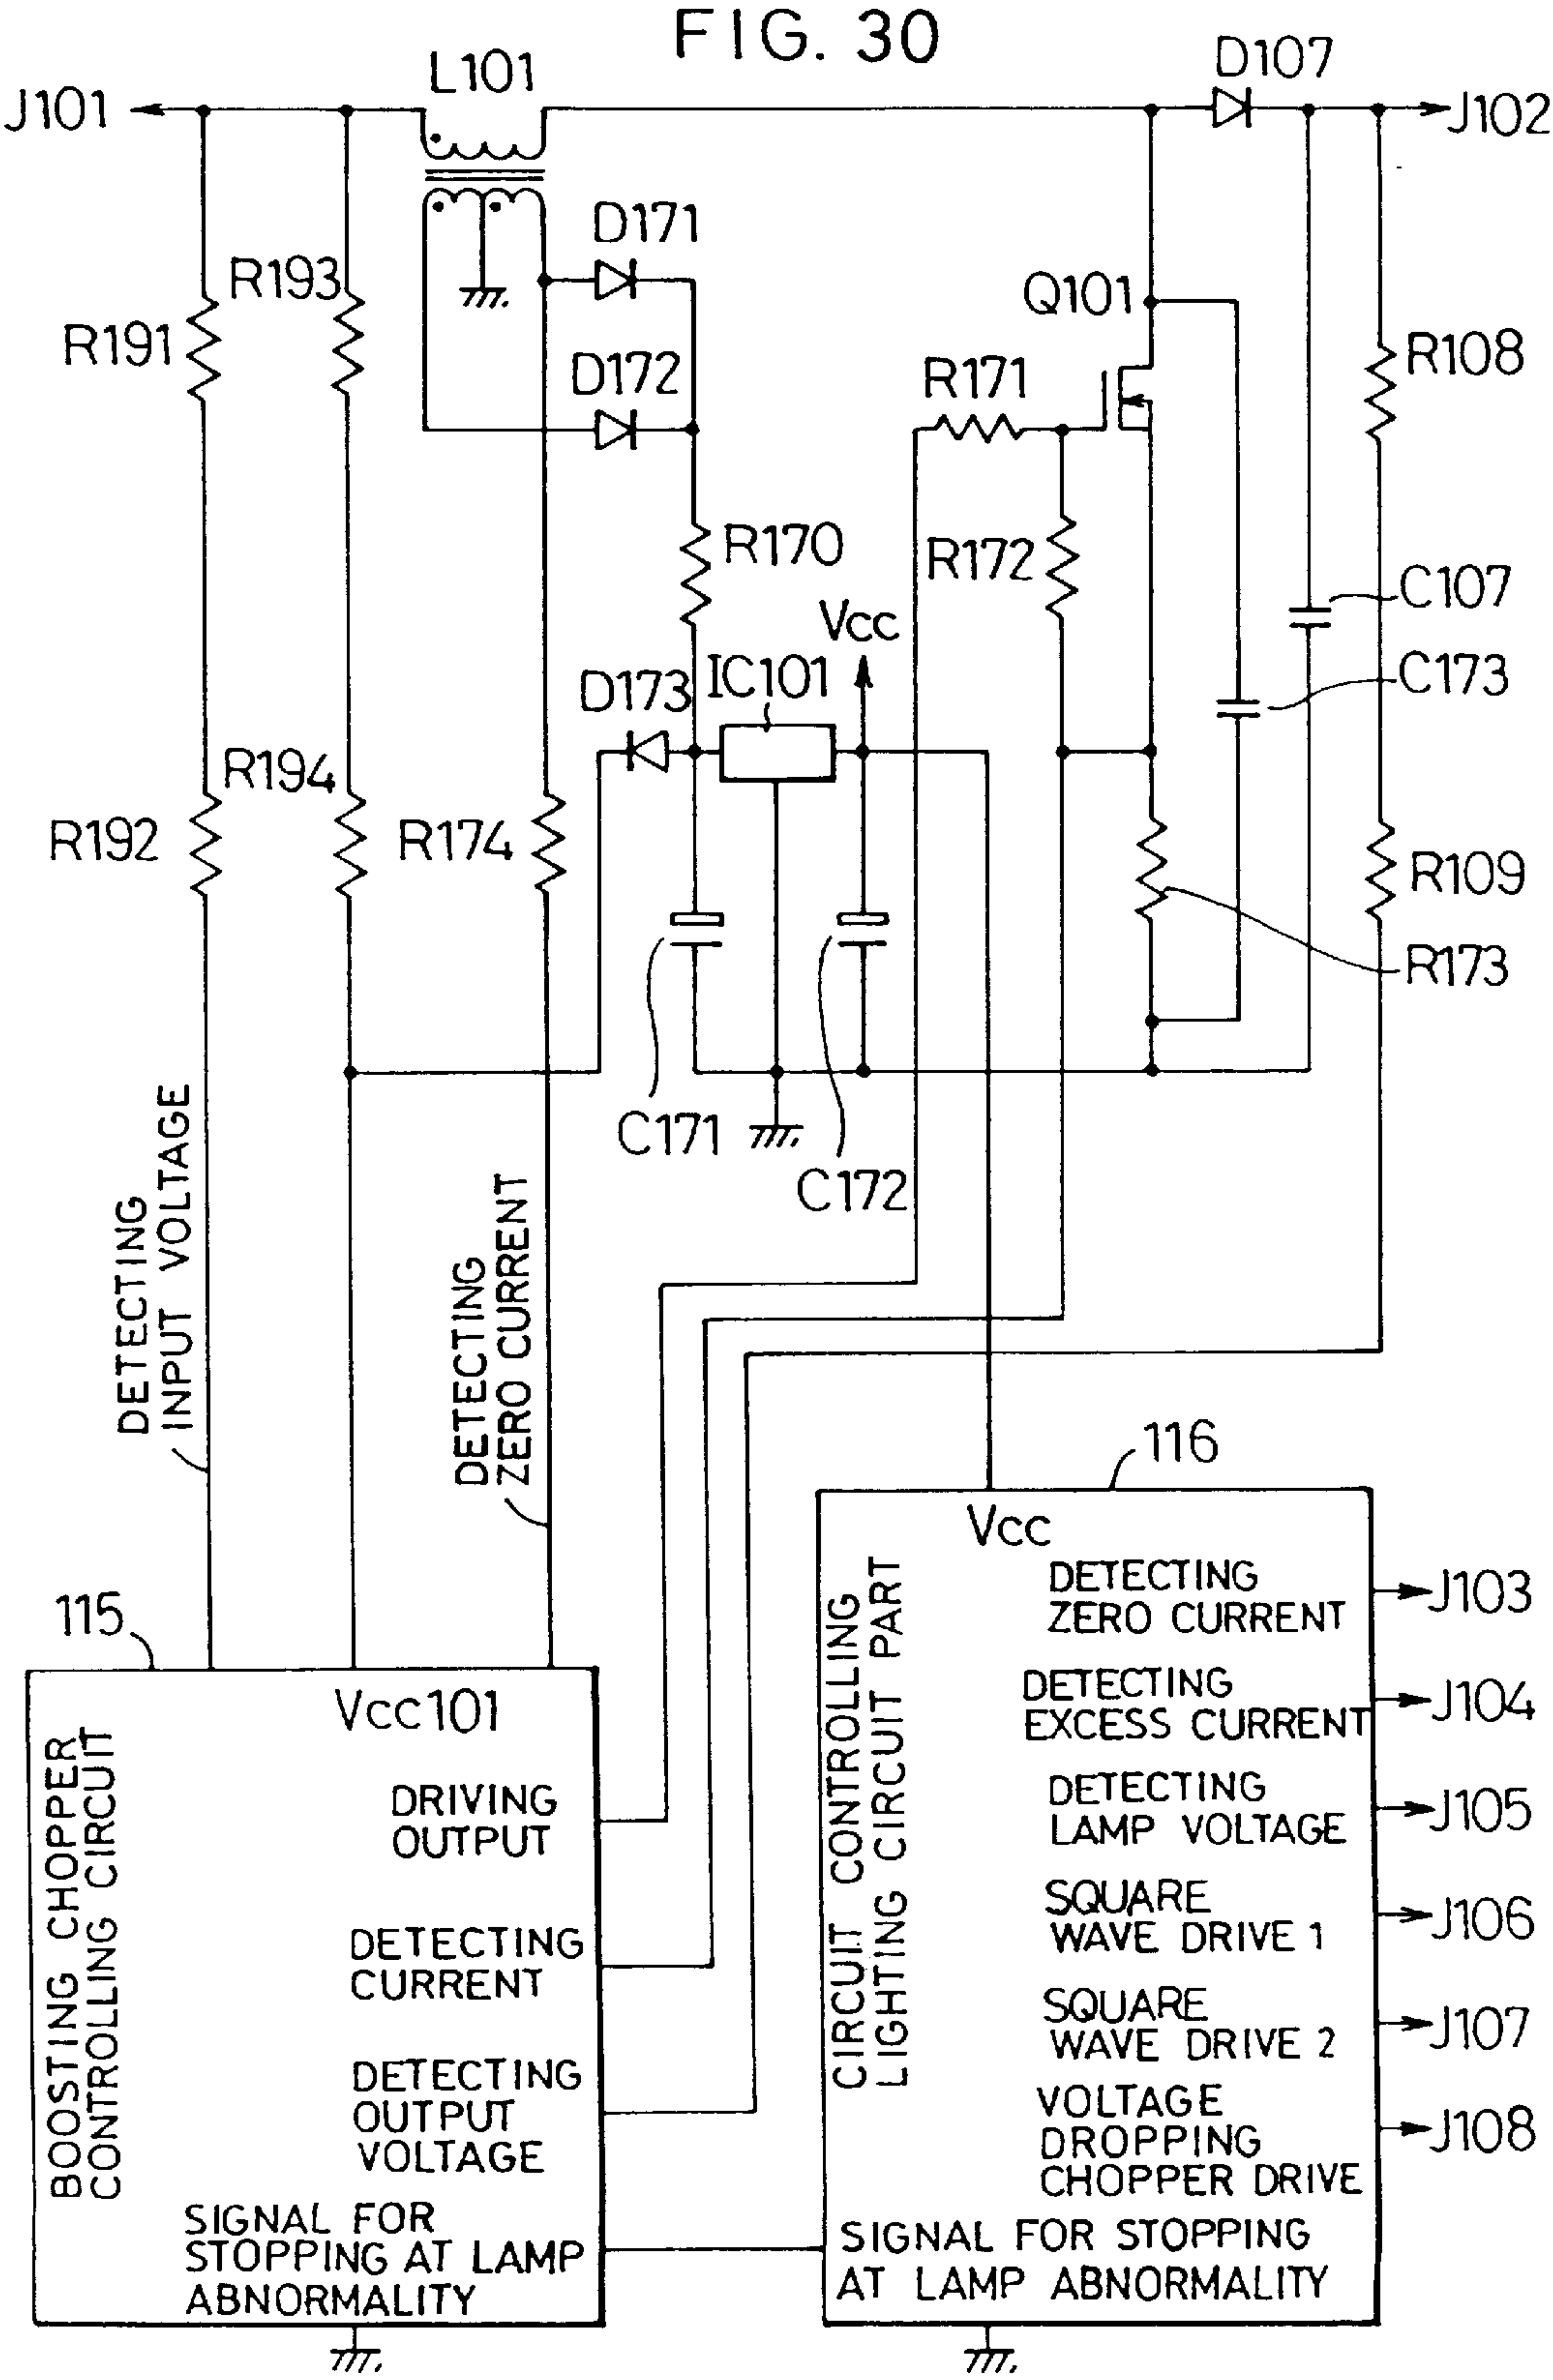 FIG. 30
L101
D107
J101
J102
D171
R193
Q101
R191
D172
R171
R108
R170
R172
C107
Vcc
D173
IC101
C173
R194
R192
R174
R109
R173
C171
C172
DETECTING
INPUT VOLTAGE
DETECTING
ZERO CURRENT
116
115
Vcc101
BOOSTING CHOPPER
CONTROLLING CIRCUIT
DRIVING
OUTPUT
DETECTING
CURRENT
DETECTING
OUTPUT
VOLTAGE
SIGNAL FOR
STOPPING AT LAMP
ABNORMALITY
Vcc
CIRCUIT CONTROLLING
LIGHTING CIRCUIT PART
DETECTING
ZERO CURRENT
J103
DETECTING
EXCESS CURRENT
J104
DETECTING
LAMP VOLTAGE
J105
SQUARE
WAVE DRIVE 1
J106
SQUARE
WAVE DRIVE 2
J107
VOLTAGE
DROPPING
CHOPPER DRIVE
J108
SIGNAL FOR STOPPING
AT LAMP ABNORMALITY